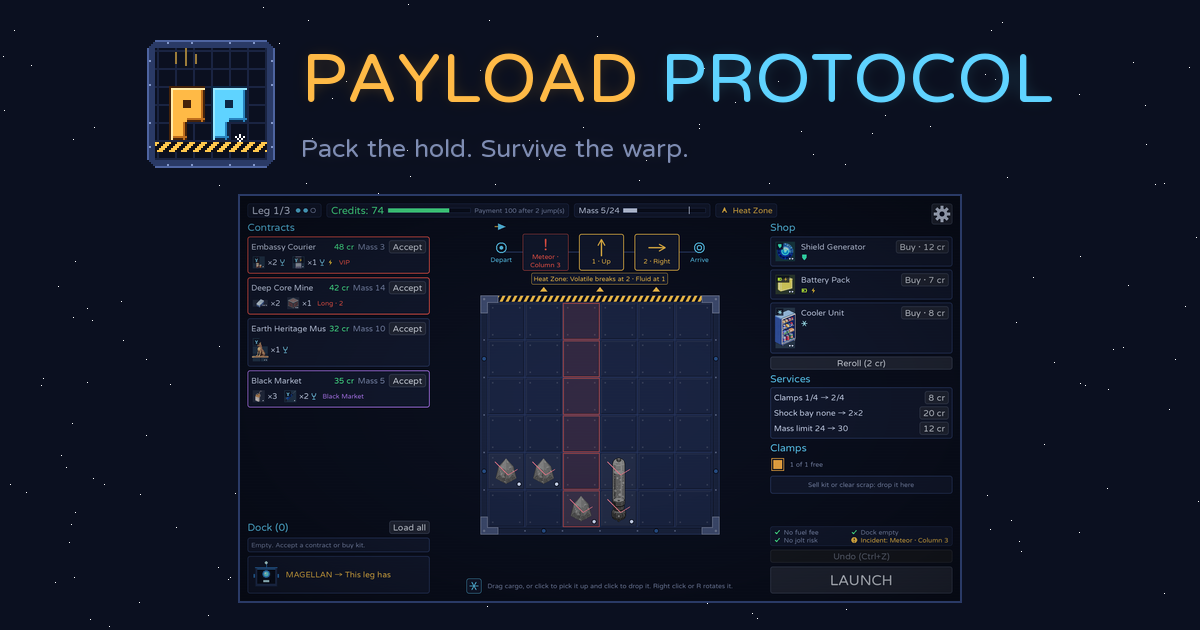 PP
PAYLOAD PROTOCOL
Pack the hold. Survive the warp.
Leg 1/3
Credits: 74
Payment 100 after 2 jump(s)
Mass 5/24
Heat Zone
Contracts
Embassy Courier 48 cr Mass 3 Accept
×2 ×1 VIP
Deep Core Mine 42 cr Mass 14 Accept
×2 ×1 Long · 2
Earth Heritage Mus 32 cr Mass 10 Accept
×1
Black Market 35 cr Mass 5 Accept
×3 ×2 Black Market
Dock (0) Load all
Empty. Accept a contract or buy kit.
MAGELLAN → This leg has
Depart
!
Meteor ·
Column 3
1 · Up
2 · Right
Arrive
Heat Zone: Volatile breaks at 2 · Fluid at 1
Drag cargo, or click to pick it up and click to drop it. Right click or R rotates it.
Shop
Shield Generator Buy · 12 cr
Battery Pack Buy · 7 cr
Cooler Unit Buy · 8 cr
Reroll (2 cr)
Services
Clamps 1/4 → 2/4 8 cr
Shock bay none → 2×2 20 cr
Mass limit 24 → 30 12 cr
Clamps
1 of 1 free
Sell kit or clear scrap: drop it here
No fuel fee Dock empty
No jolt risk Incident: Meteor · Column 3
Undo (Ctrl+Z)
LAUNCH